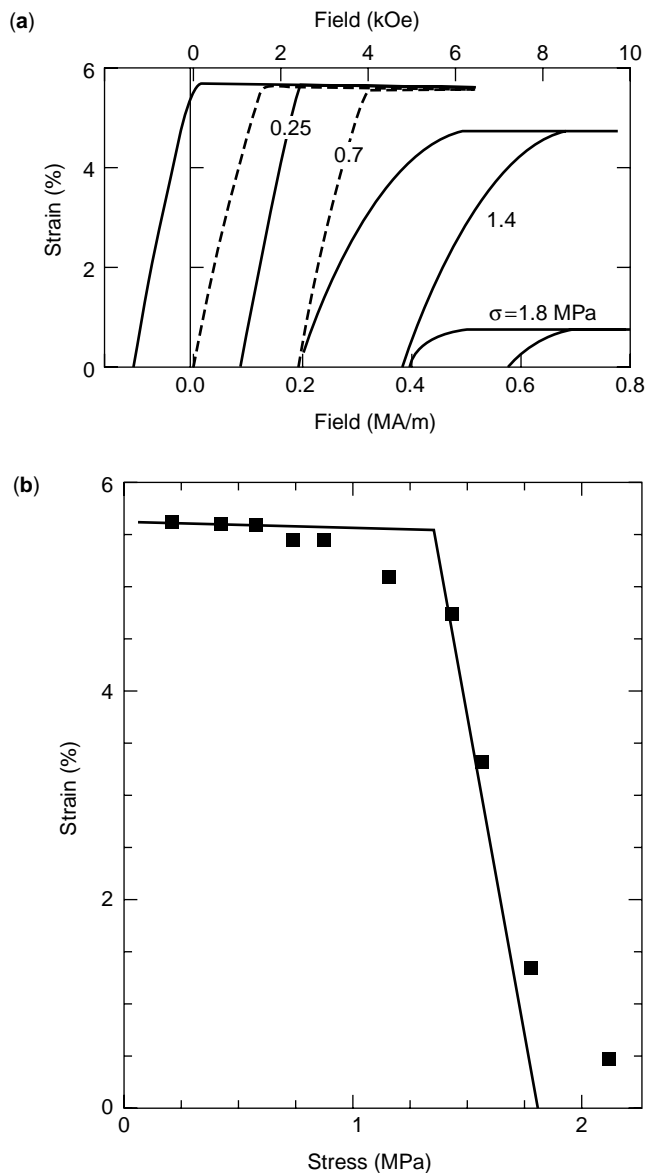 (a)
Field (kOe)
0 2 4 6 8 10
6
4
2
0
Strain (%)
0.25
0.7
1.4
σ=1.8 MPa
0.0 0.2 0.4 0.6 0.8
Field (MA/m)
(b)
6
4
2
0
Strain (%)
0 1 2
Stress (MPa)